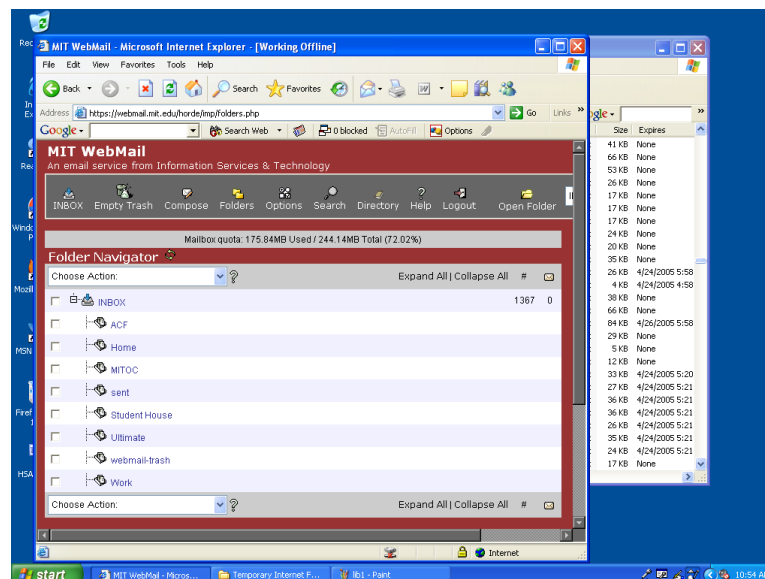 Rec
MIT WebMail - Microsoft Internet Explorer - [Working Offline]
File Edit View Favorites Tools Help
Back Search Favorites
In
Ex
Address https://webmail.mit.edu/horde/imp/folders.php Go Links »
Google - Search Web 0 blocked AutoFill Options
ogle - »
Size Expires
MIT WebMail
An email service from Information Services & Technology
Rea
INBOX Empty Trash Compose Folders Options Search Directory Help Logout Open Folder
Windo
P
Mailbox quota: 175.84MB Used / 244.14MB Total (72.02%)
Folder Navigator
Choose Action: ? Expand All | Collapse All #
INBOX 1367 0
Mozill
ACF
Home
MSN
MITOC
sent
Student House
Firef
Ultimate
webmail-trash
HSA
Work
Choose Action: ? Expand All | Collapse All #
Internet
41 KB None
66 KB None
53 KB None
26 KB None
17 KB None
17 KB None
17 KB None
24 KB None
20 KB None
35 KB None
26 KB 4/24/2005 5:58
4 KB 4/24/2005 4:58
38 KB None
66 KB None
84 KB 4/26/2005 5:58
29 KB None
5 KB None
12 KB None
33 KB 4/24/2005 5:20
27 KB 4/24/2005 5:21
36 KB 4/24/2005 5:21
36 KB 4/24/2005 5:21
26 KB 4/24/2005 5:21
35 KB 4/24/2005 5:21
24 KB 4/24/2005 5:21
17 KB None
start MIT WebMail - Micros... Temporary Internet F... lib1 - Paint 10:54 AM